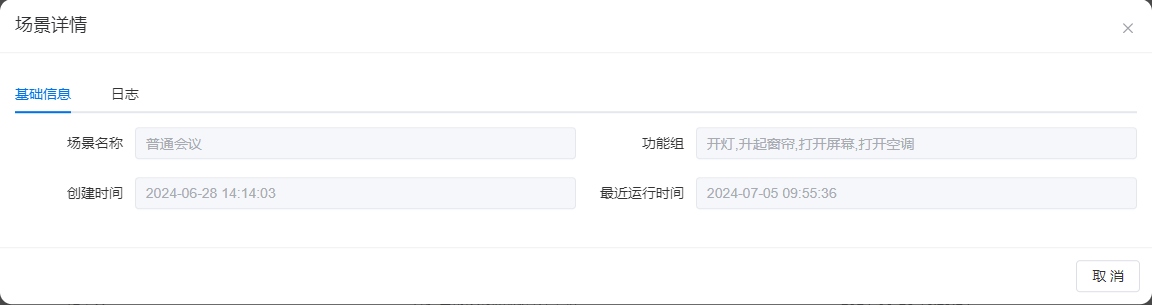 场景详情
基础信息 日志
场景名称 普通会议 功能组 开灯,升起窗帘,打开屏幕,打开空调
创建时间 2024-06-28 14:14:03 最近运行时间 2024-07-05 09:55:36
取 消